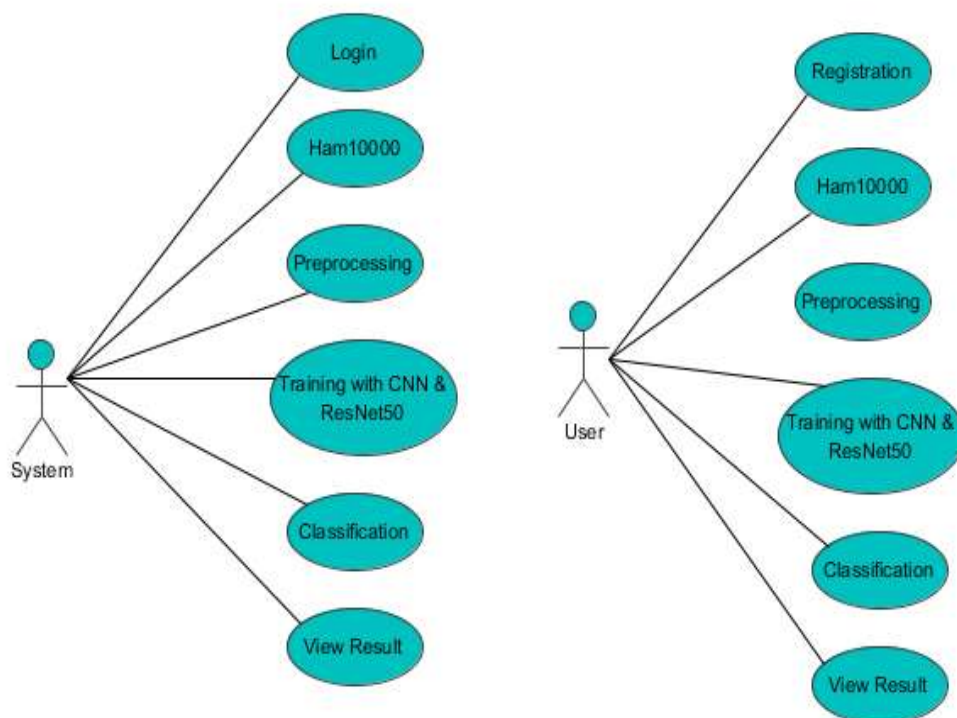 Login
Ham10000
Preprocessing
Training with CNN &
ResNet50
System
Classification
View Result
Registration
Ham10000
Preprocessing
Training with CNN &
ResNet50
User
Classification
View Result